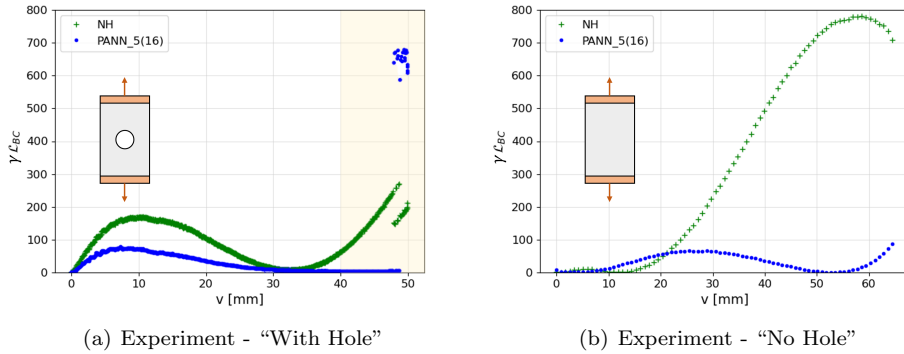 800
700
600
500
400
300
200
100
0
γ ℒ_BC
NH
PANN_5(16)
0 10 20 30 40 50
v [mm]
(a) Experiment - “With Hole”
800
700
600
500
400
300
200
100
0
γ ℒ_BC
NH
PANN_5(16)
0 10 20 30 40 50 60
v [mm]
(b) Experiment - “No Hole”